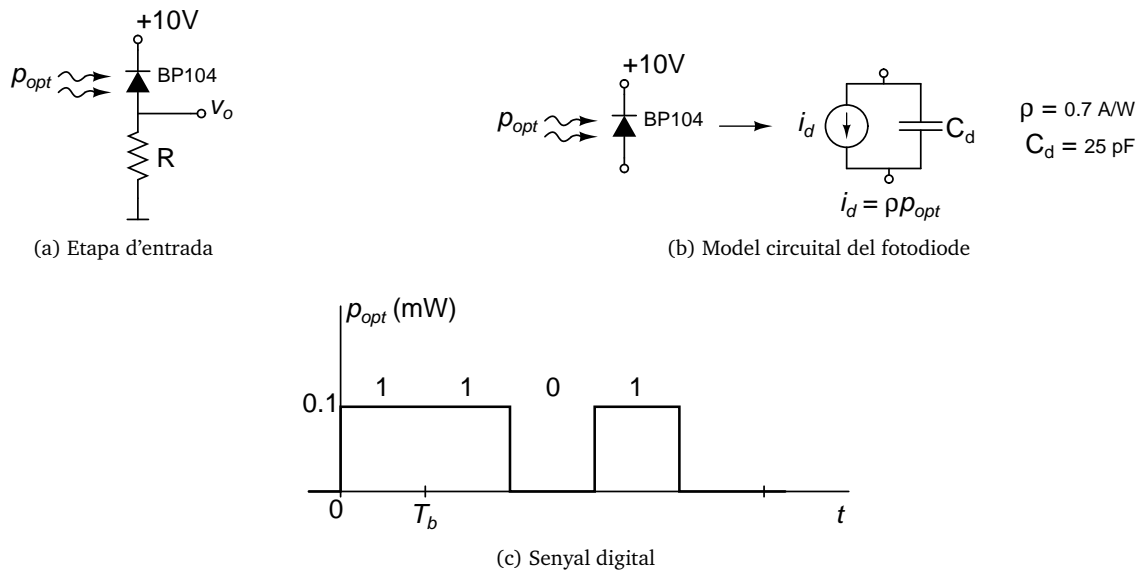 +10V
p_opt
BP104
v_o
R
(a) Etapa d'entrada
+10V
p_opt
BP104
i_d
C_d
i_d = ρp_opt
ρ = 0.7 A/W
C_d = 25 pF
(b) Model circuital del fotodiode
p_opt (mW)
1 1 0 1
0.1
0 T_b t
(c) Senyal digital